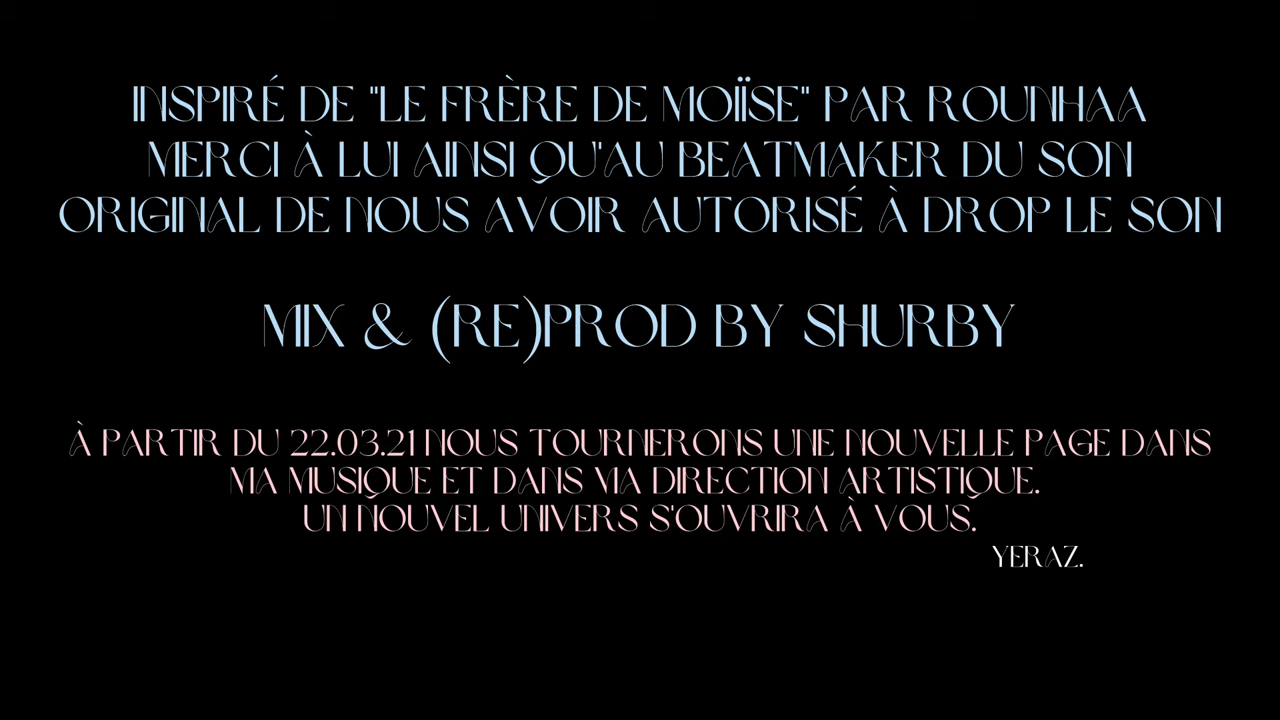 INSPIRÉ DE "LE FRÈRE DE MOÏSE" PAR ROUNHAA
MERCI À LUI AINSI QU'AU BEATMAKER DU SON
ORIGINAL DE NOUS AVOIR AUTORISÉ À DROP LE SON
MIX & (RE)PROD BY SHURBY
À PARTIR DU 22.03.21 NOUS TOURNERONS UNE NOUVELLE PAGE DANS
MA MUSIQUE ET DANS MA DIRECTION ARTISTIQUE.
UN NOUVEL UNIVERS S'OUVRIRA À VOUS.
YERAZ.